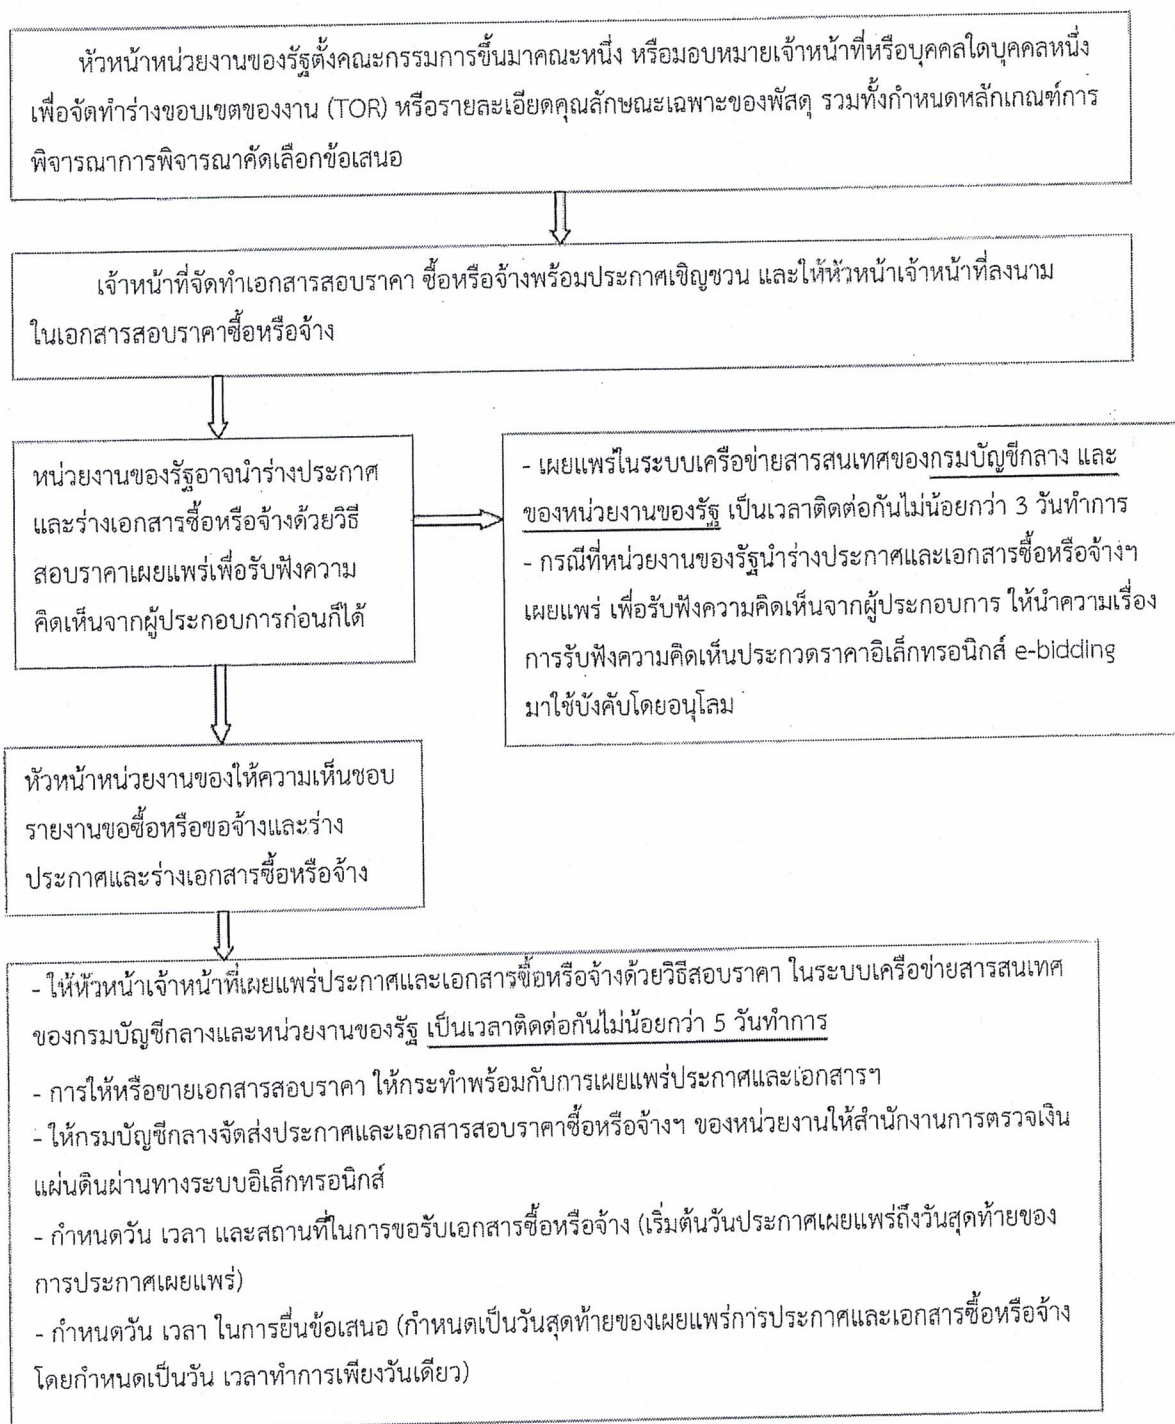 หัวหน้าหน่วยงานของรัฐตั้งคณะกรรมการขึ้นมาคณะหนึ่ง หรือมอบหมายเจ้าหน้าที่หรือบุคคลใดบุคคลหนึ่ง
เพื่อจัดทำร่างขอบเขตของงาน (TOR) หรือรายละเอียดคุณลักษณะเฉพาะของพัสดุ รวมทั้งกำหนดหลักเกณฑ์การ
พิจารณาการพิจารณาคัดเลือกข้อเสนอ
เจ้าหน้าที่จัดทำเอกสารสอบราคา ซื้อหรือจ้างพร้อมประกาศเชิญชวน และให้หัวหน้าเจ้าหน้าที่ลงนาม
ในเอกสารสอบราคาซื้อหรือจ้าง
หน่วยงานของรัฐอาจนำร่างประกาศ
และร่างเอกสารซื้อหรือจ้างด้วยวิธี
สอบราคาเผยแพร่เพื่อรับฟังความ
คิดเห็นจากผู้ประกอบการก่อนก็ได้
- เผยแพร่ในระบบเครือข่ายสารสนเทศของกรมบัญชีกลาง และ
ของหน่วยงานของรัฐ เป็นเวลาติดต่อกันไม่น้อยกว่า 3 วันทำการ
- กรณีที่หน่วยงานของรัฐนำร่างประกาศและเอกสารซื้อหรือจ้างฯ
เผยแพร่ เพื่อรับฟังความคิดเห็นจากผู้ประกอบการ ให้นำความเรื่อง
การรับฟังความคิดเห็นประกวดราคาอิเล็กทรอนิกส์ e-bidding
มาใช้บังคับโดยอนุโลม
หัวหน้าหน่วยงานของให้ความเห็นชอบ
รายงานขอซื้อหรือขอจ้างและร่าง
ประกาศและร่างเอกสารซื้อหรือจ้าง
- ให้หัวหน้าเจ้าหน้าที่เผยแพร่ประกาศและเอกสารซื้อหรือจ้างด้วยวิธีสอบราคา ในระบบเครือข่ายสารสนเทศ
ของกรมบัญชีกลางและหน่วยงานของรัฐ เป็นเวลาติดต่อกันไม่น้อยกว่า 5 วันทำการ
- การให้หรือขายเอกสารสอบราคา ให้กระทำพร้อมกับการเผยแพร่ประกาศและเอกสารฯ
- ให้กรมบัญชีกลางจัดส่งประกาศและเอกสารสอบราคาซื้อหรือจ้างฯ ของหน่วยงานให้สำนักงานการตรวจเงิน
แผ่นดินผ่านทางระบบอิเล็กทรอนิกส์
- กำหนดวัน เวลา และสถานที่ในการขอรับเอกสารซื้อหรือจ้าง (เริ่มต้นวันประกาศเผยแพร่ถึงวันสุดท้ายของ
การประกาศเผยแพร่)
- กำหนดวัน เวลา ในการยื่นข้อเสนอ (กำหนดเป็นวันสุดท้ายของเผยแพร่การประกาศและเอกสารซื้อหรือจ้าง
โดยกำหนดเป็นวัน เวลาทำการเพียงวันเดียว)